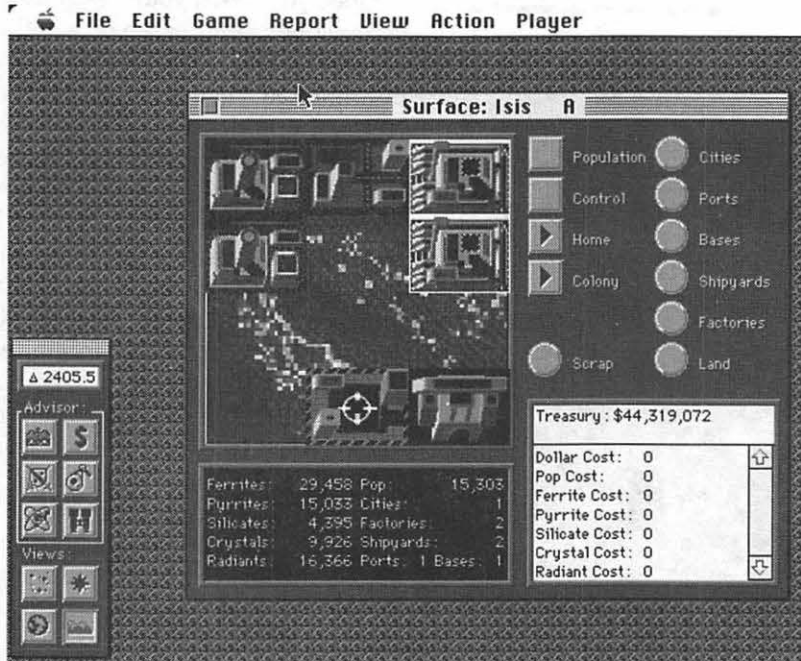 File Edit Game Report View Action Player
Surface: Isis A
Population Cities
Control Ports
Home Bases
Colony Shipyards
Factories
Scrap Land
2405.5
Advisor:
$
Views:
Ferrites: 29,458 Pop: 15,303
Pyrrites: 15,033 Cities: 1
Silicates: 4,395 Factories: 2
Crystals: 9,926 Shipyards: 2
Radiants: 16,366 Ports: 1 Bases: 1
Treasury: $44,319,072
Dollar Cost: 0
Pop Cost: 0
Ferrite Cost: 0
Pyrrite Cost: 0
Silicate Cost: 0
Crystal Cost: 0
Radiant Cost: 0